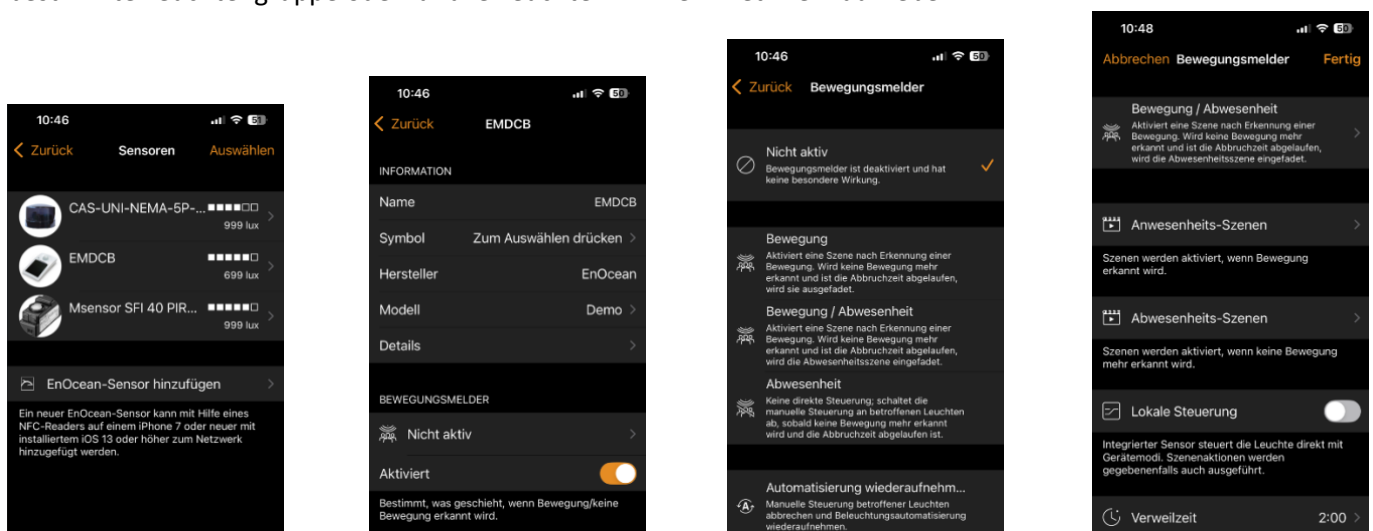 10:46
Zurück Sensoren Auswählen
CAS-UNI-NEMA-5P-...
999 lux
EMDCB
699 lux
Msensor SFI 40 PIR...
999 lux
EnOcean-Sensor hinzufügen
Ein neuer EnOcean-Sensor kann mit Hilfe eines
NFC-Readers auf einem iPhone 7 oder neuer mit
installiertem iOS 13 oder höher zum Netzwerk
hinzugefügt werden.
10:46 50
Zurück EMDCB
INFORMATION
Name EMDCB
Symbol Zum Auswählen drücken
Hersteller EnOcean
Modell Demo
Details
BEWEGUNGSMELDER
Nicht aktiv
Aktiviert
Bestimmt, was geschieht, wenn Bewegung/keine
Bewegung erkannt wird.
10:46 50
Zurück Bewegungsmelder
Nicht aktiv
Bewegungsmelder ist deaktiviert und hat
keine besondere Wirkung.
Bewegung
Aktiviert eine Szene nach Erkennung einer
Bewegung. Wird keine Bewegung mehr
erkannt und ist die Abbruchzeit abgelaufen,
wird sie ausgefadet.
Bewegung / Abwesenheit
Aktiviert eine Szene nach Erkennung einer
Bewegung. Wird keine Bewegung mehr
erkannt und ist die Abbruchzeit abgelaufen,
wird die Abwesenheitsszene eingefadet.
Abwesenheit
Keine direkte Steuerung; schaltet die
manuelle Steuerung an betroffenen Leuchten
ab, sobald keine Bewegung mehr erkannt
wird und die Abbruchzeit abgelaufen ist.
Automatisierung wiederaufnehm...
Manuelle Steuerung betroffener Leuchten
abbrechen und Beleuchtungsautomatisierung
wiederaufnehmen.
10:48 50
Abbrechen Bewegungsmelder Fertig
Bewegung / Abwesenheit
Aktiviert eine Szene nach Erkennung einer
Bewegung. Wird keine Bewegung mehr
erkannt und ist die Abbruchzeit abgelaufen,
wird die Abwesenheitsszene eingefadet.
Anwesenheits-Szenen
Szenen werden aktiviert, wenn Bewegung
erkannt wird.
Abwesenheits-Szenen
Szenen werden aktiviert, wenn keine Bewegung
mehr erkannt wird.
Lokale Steuerung
Integrierter Sensor steuert die Leuchte direkt mit
Gerätemodi. Szenenaktionen werden
gegebenenfalls auch ausgeführt.
Verweilzeit 2:00